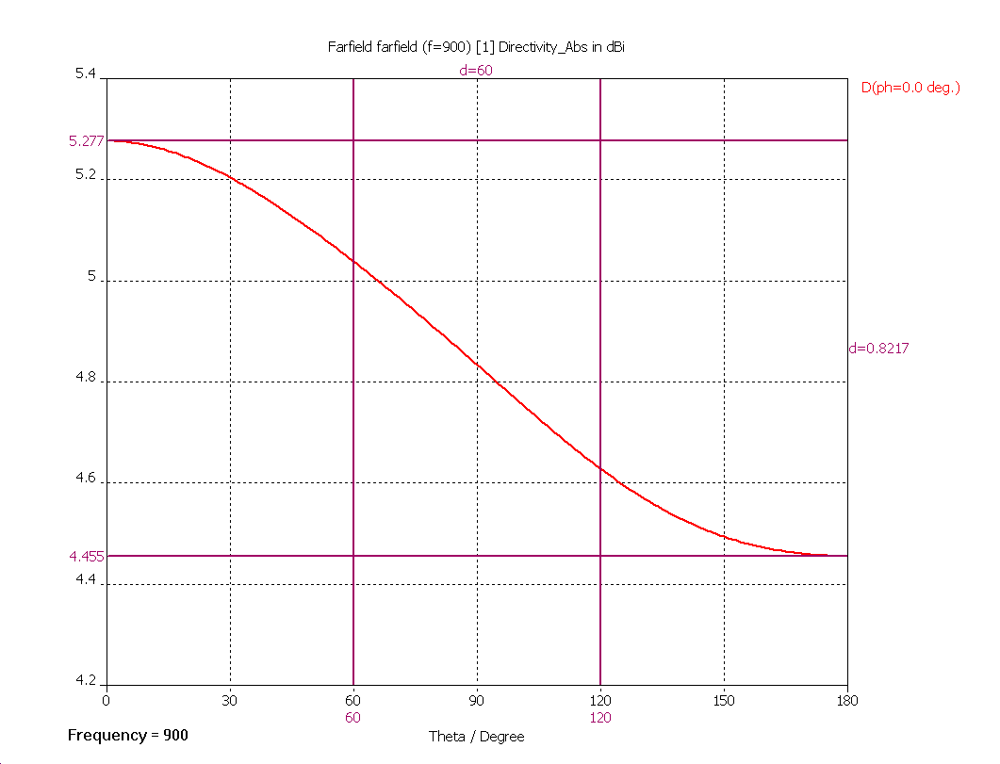 Farfield farfield (f=900) [1] Directivity_Abs in dBi
d=60
D(ph=0.0 deg.)
5.4
5.277
5.2
5
d=0.8217
4.8
4.6
4.455
4.4
4.2
0 30 60 90 120 150 180
60 120
Theta / Degree
Frequency = 900